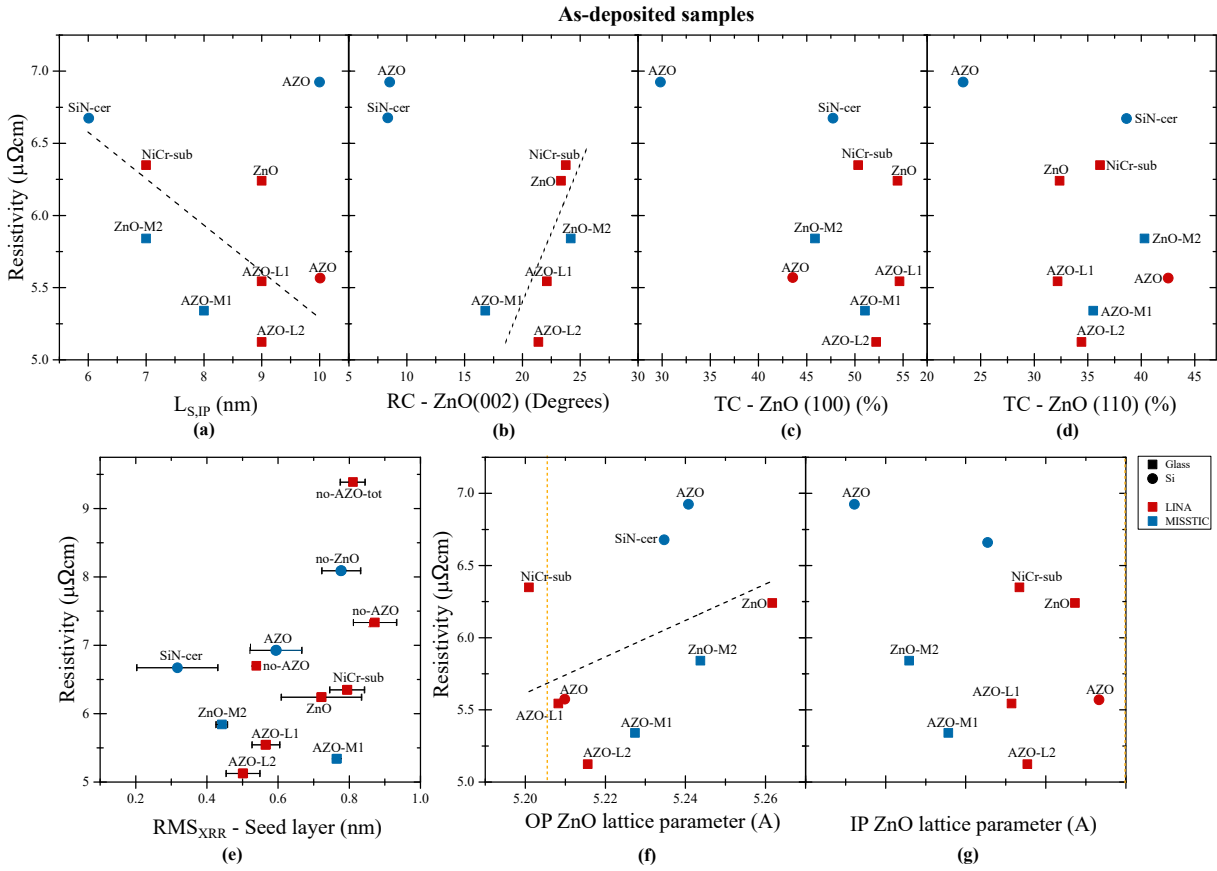 As-deposited samples
Resistivity (μΩcm)
7.0
6.5
6.0
5.5
5.0
AZO
SiN-cer
NiCr-sub
ZnO
ZnO-M2
AZO-L1
AZO
AZO-M1
AZO-L2
6 7 8 9 10
L_S,IP (nm)
(a)
AZO
SiN-cer
NiCr-sub
ZnO
ZnO-M2
AZO-L1
AZO-M1
AZO-L2
5 10 15 20 25 30
RC - ZnO(002) (Degrees)
(b)
AZO
SiN-cer
NiCr-sub
ZnO
ZnO-M2
AZO
AZO-L1
AZO-M1
AZO-L2
30 35 40 45 50 55
TC - ZnO (100) (%)
(c)
AZO
SiN-cer
ZnO
NiCr-sub
ZnO-M2
AZO-L1
AZO
AZO-M1
AZO-L2
20 25 30 35 40 45
TC - ZnO (110) (%)
(d)
Resistivity (μΩcm)
9
8
7
6
5
no-AZO-tot
no-ZnO
no-AZO
AZO
SiN-cer
no-AZO
NiCr-sub
ZnO
ZnO-M2
AZO-L1
AZO-M1
AZO-L2
0.2 0.4 0.6 0.8 1.0
RMS_XRR - Seed layer (nm)
(e)
Resistivity (μΩcm)
7.0
6.5
6.0
5.5
5.0
AZO
SiN-cer
NiCr-sub
ZnO
ZnO-M2
AZO
AZO-L1
AZO-M1
AZO-L2
5.20 5.22 5.24 5.26
OP ZnO lattice parameter (A)
(f)
AZO
NiCr-sub
ZnO
ZnO-M2
AZO-L1
AZO
AZO-M1
AZO-L2
IP ZnO lattice parameter (A)
(g)
Glass
Si
LINA
MISSTIC